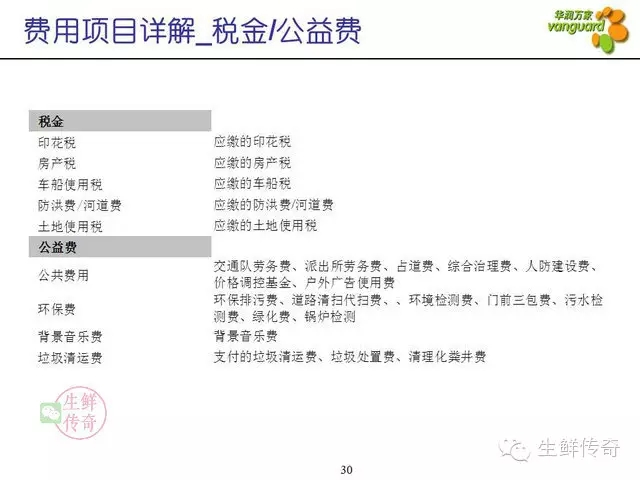 费用项目详解_税金/公益费
华润万家
vanguard
税金
印花税 应缴的印花税
房产税 应缴的房产税
车船使用税 应缴的车船税
防洪费/河道费 应缴的防洪费/河道费
土地使用税 应缴的土地使用税
公益费
公共费用 交通队劳务费、派出所劳务费、占道费、综合治理费、人防建设费、
价格调控基金、户外广告使用费
环保费 环保排污费、道路清扫代扫费、、环境检测费、门前三包费、污水检
测费、绿化费、锅炉检测
背景音乐费 背景音乐费
垃圾清运费 支付的垃圾清运费、垃圾处置费、清理化粪井费
生鲜
传奇
生鲜传奇
30